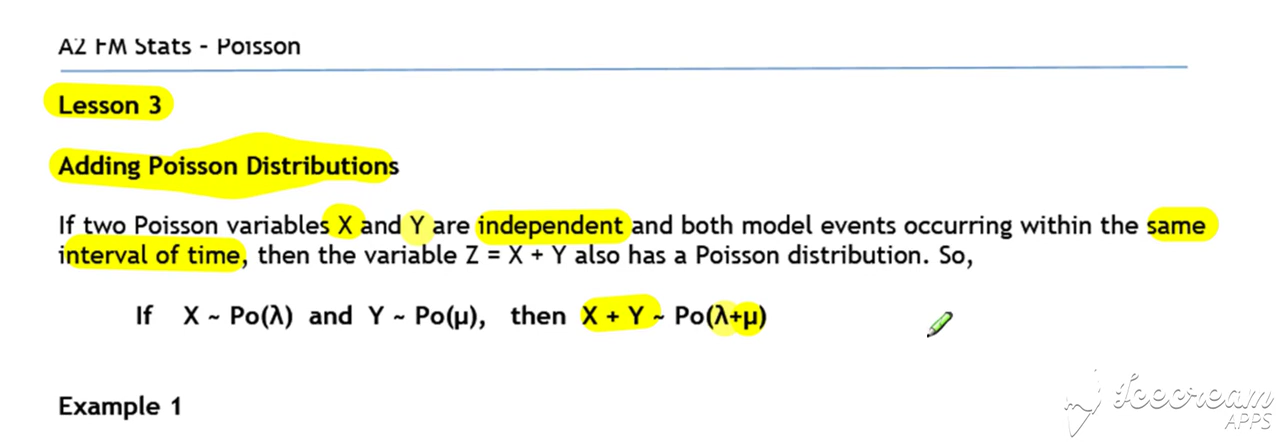 A2 FM Stats - Poisson
Lesson 3
Adding Poisson Distributions
If two Poisson variables X and Y are independent and both model events occurring within the same
interval of time, then the variable Z = X + Y also has a Poisson distribution. So,
If X ~ Po(λ) and Y ~ Po(μ), then X + Y ~ Po(λ+μ)
Example 1
Icecream
APPS